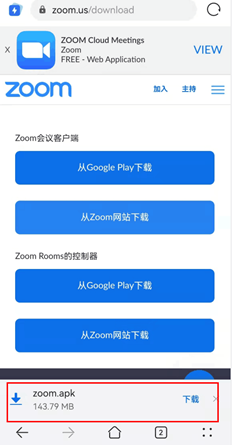 zoom.us/download
X
ZOOM Cloud Meetings
Zoom
FREE - Web Application
VIEW
zoom
加入
主持
Zoom会议客户端
从Google Play下载
从Zoom网站下载
Zoom Rooms的控制器
从Google Play下载
从Zoom网站下载
zoom.apk
143.79 MB
下载
×
2